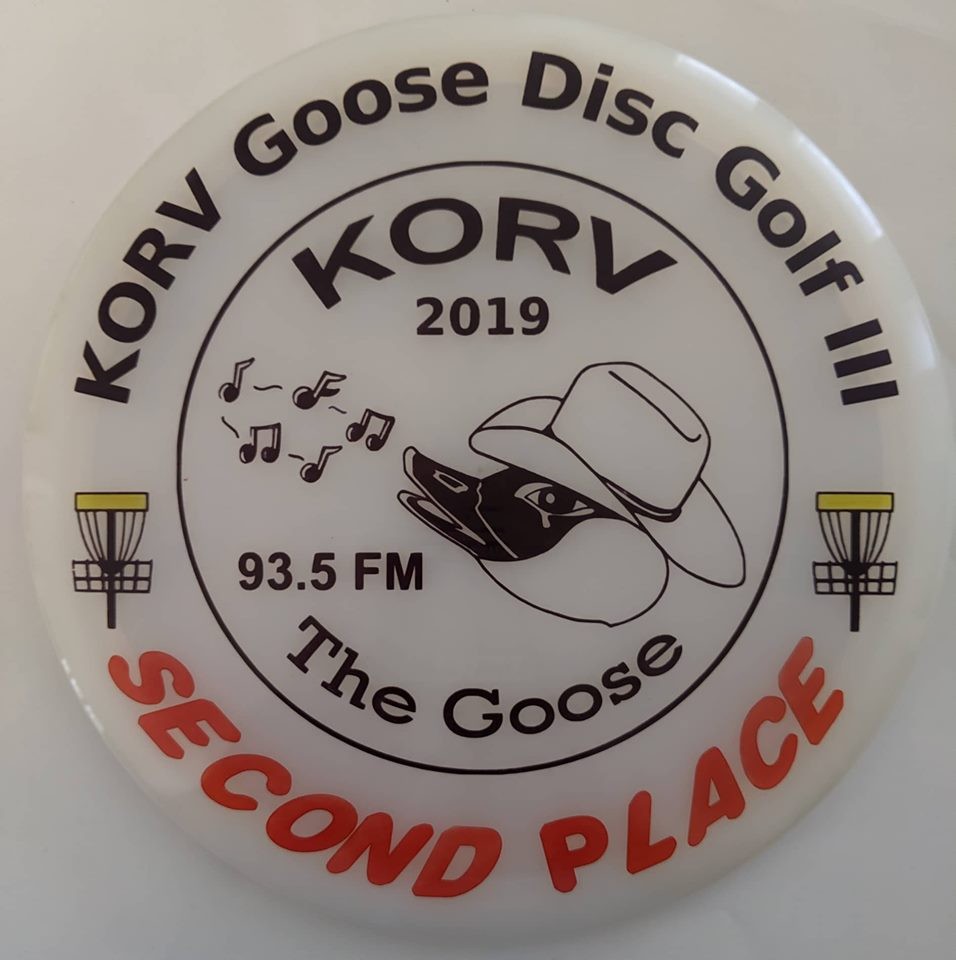 KORV Goose Disc Golf III
KORV
2019
93.5 FM
The Goose
SECOND PLACE